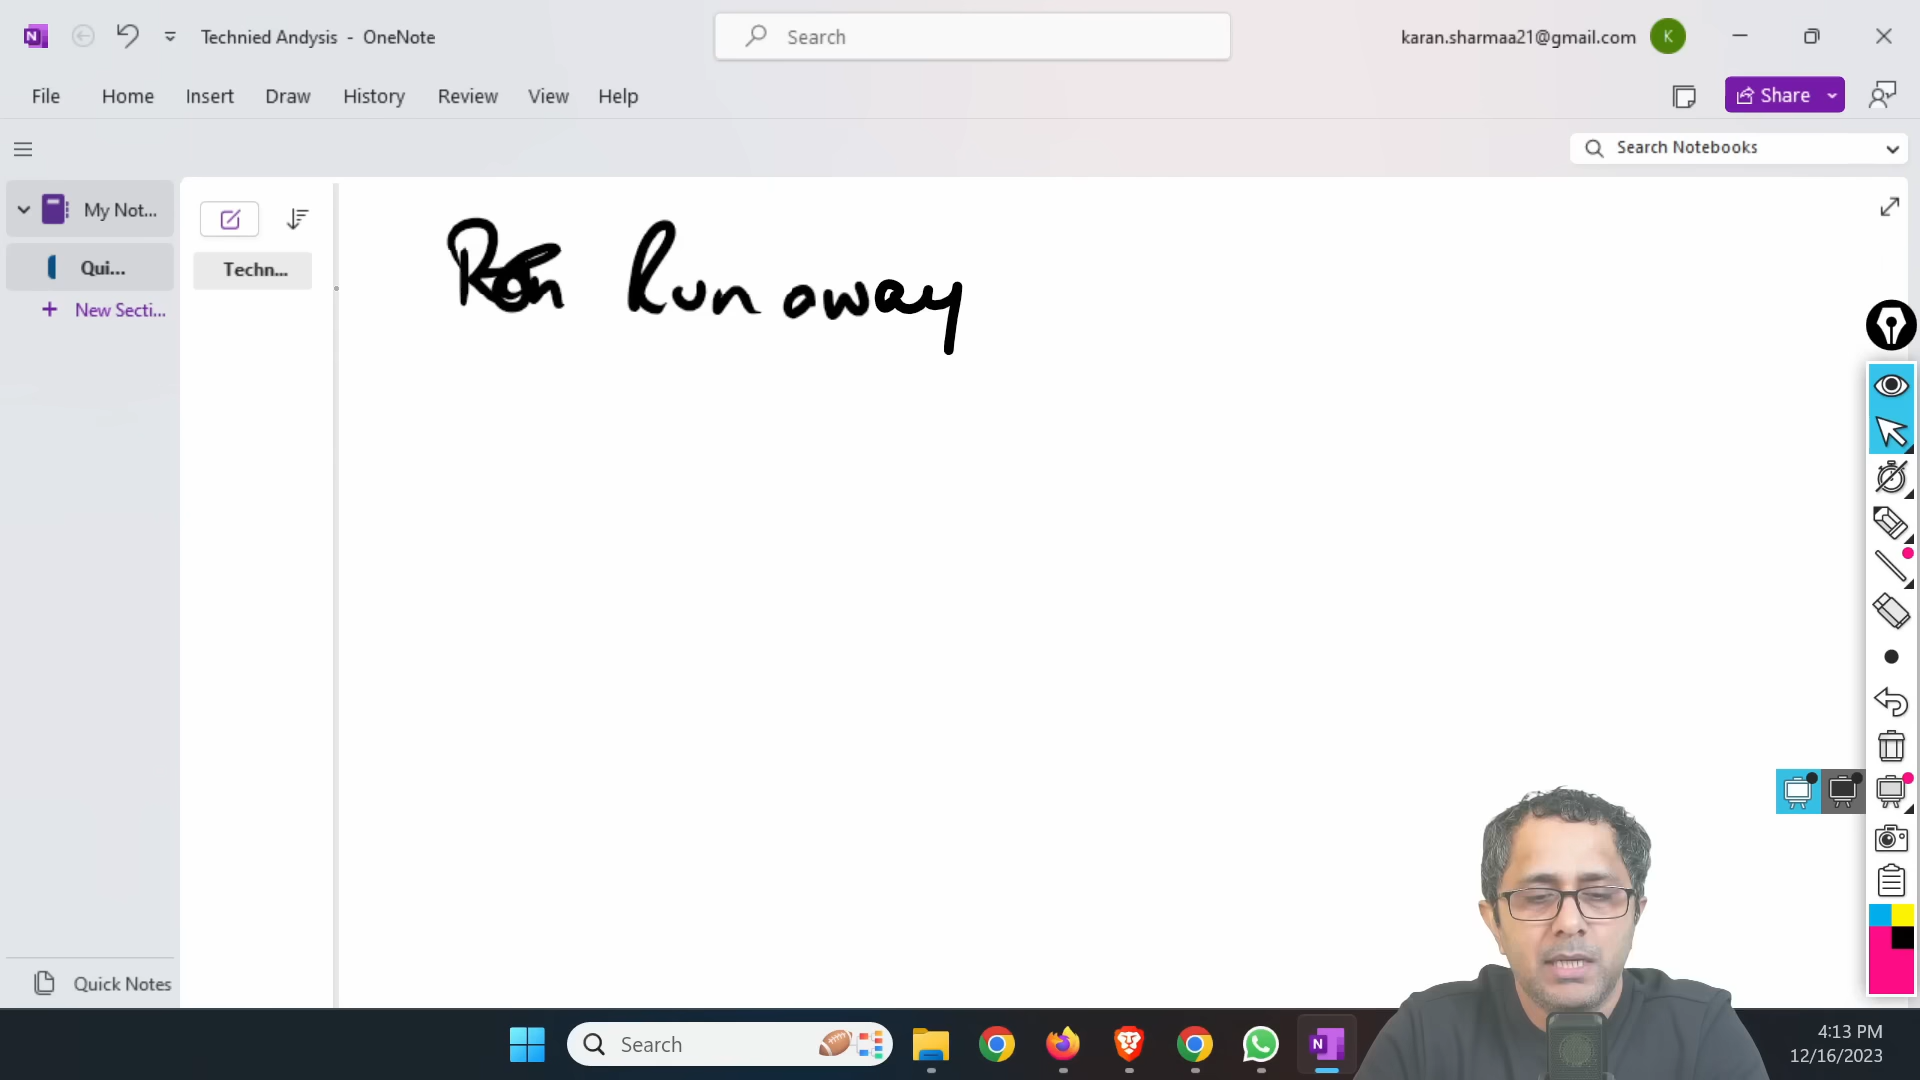 Technied Andysis - OneNote
Search
karan.sharmaa21@gmail.com
K
File Home Insert Draw History Review View Help
Share
Search Notebooks
My Not...
Qui...
Techn...
New Secti...
Run away
Quick Notes
Search
4:13 PM
12/16/2023